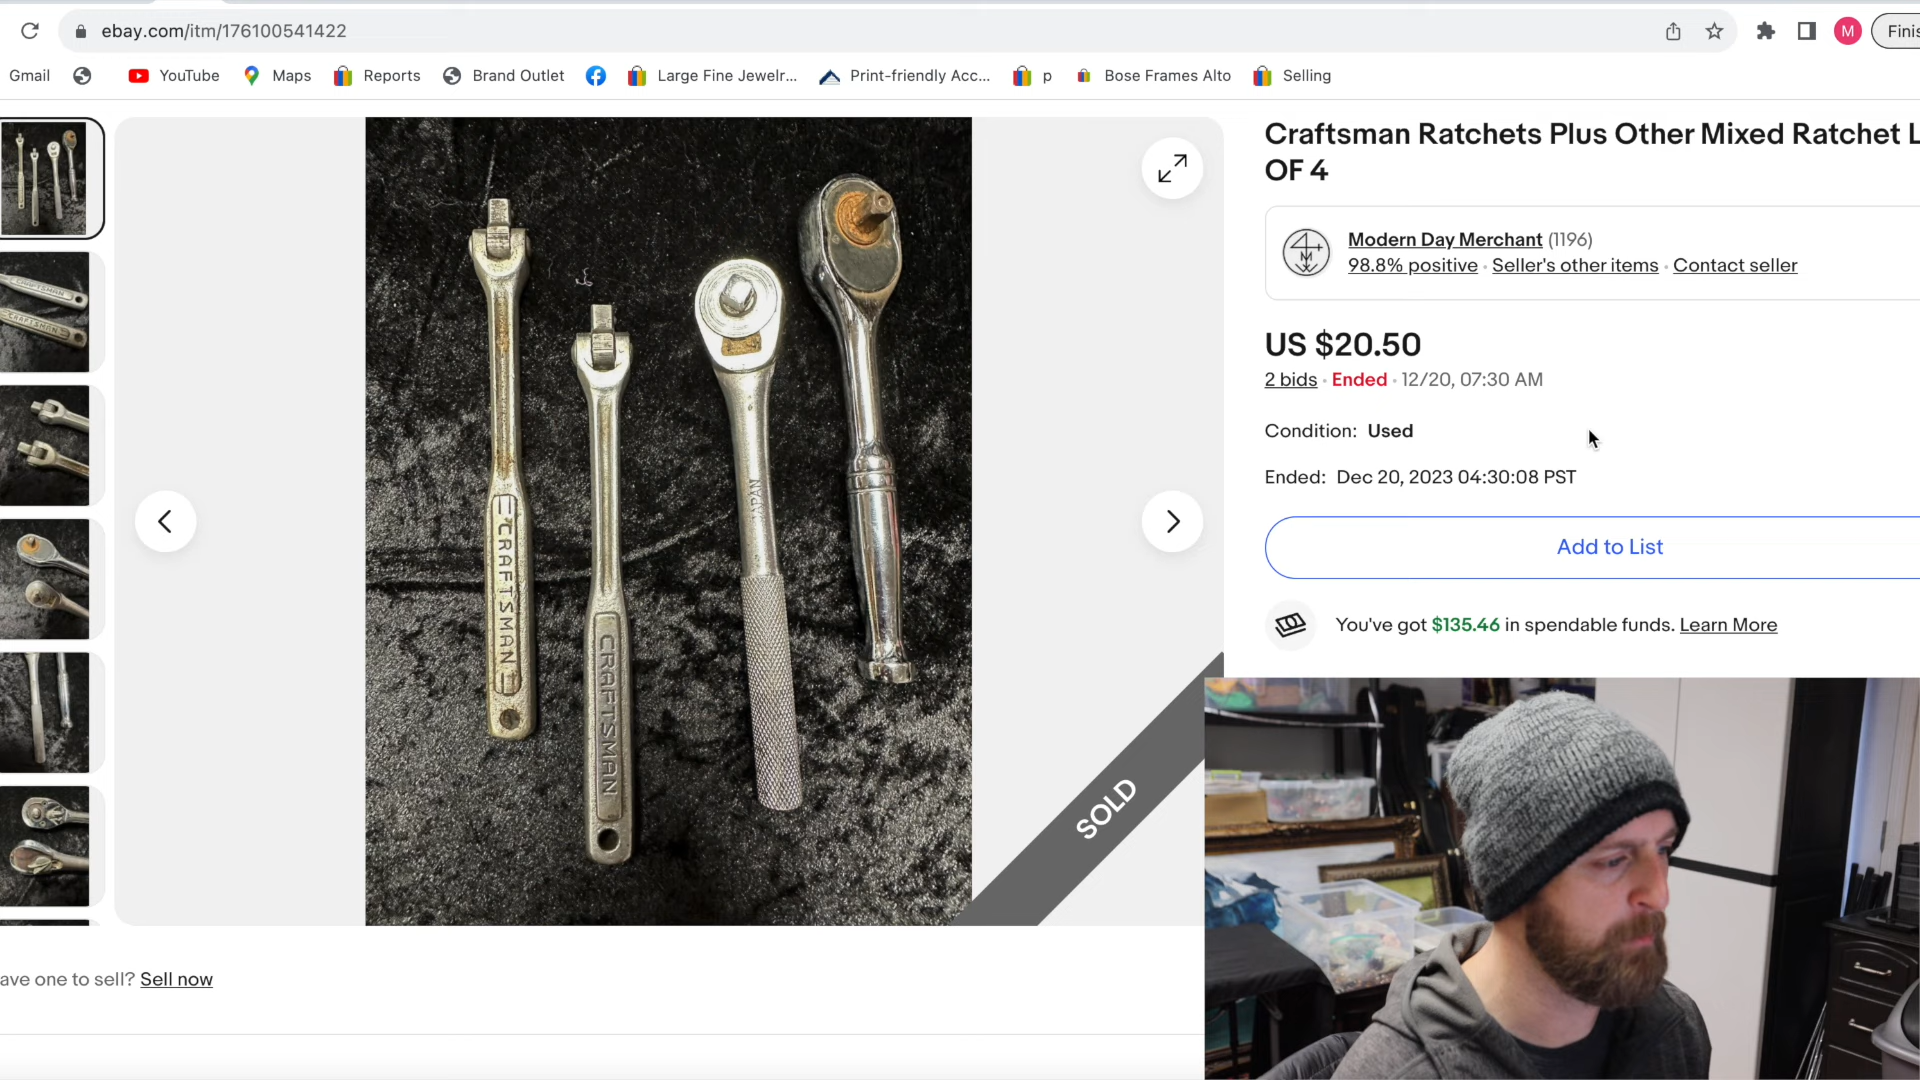 ebay.com/itm/176100541422
M
Finis
Gmail
YouTube
Maps
Reports
Brand Outlet
Large Fine Jewelr...
Print-friendly Acc...
p
Bose Frames Alto
Selling
Craftsman Ratchets Plus Other Mixed Ratchet L
OF 4
Modern Day Merchant (1196)
98.8% positive · Seller's other items · Contact seller
US $20.50
2 bids · Ended · 12/20, 07:30 AM
Condition: Used
Ended: Dec 20, 2023 04:30:08 PST
Add to List
You've got $135.46 in spendable funds. Learn More
CRAFTSMAN
CRAFTSMAN
JAPAN
SOLD
CRAFTSMAN
CRAFTSMAN
ave one to sell? Sell now